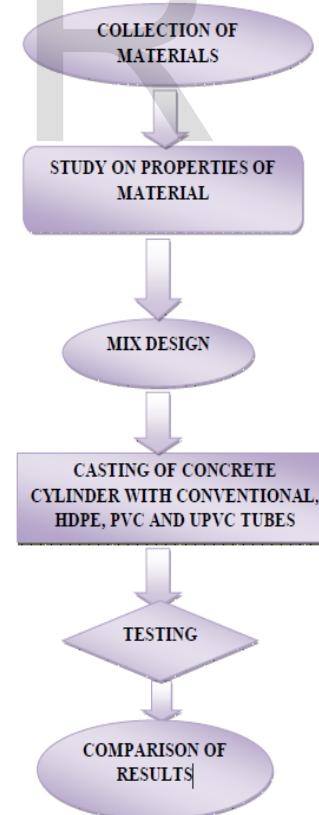 COLLECTION OF
MATERIALS
STUDY ON PROPERTIES OF
MATERIAL
MIX DESIGN
CASTING OF CONCRETE
CYLINDER WITH CONVENTIONAL,
HDPE, PVC AND UPVC TUBES
TESTING
COMPARISON OF
RESULTS